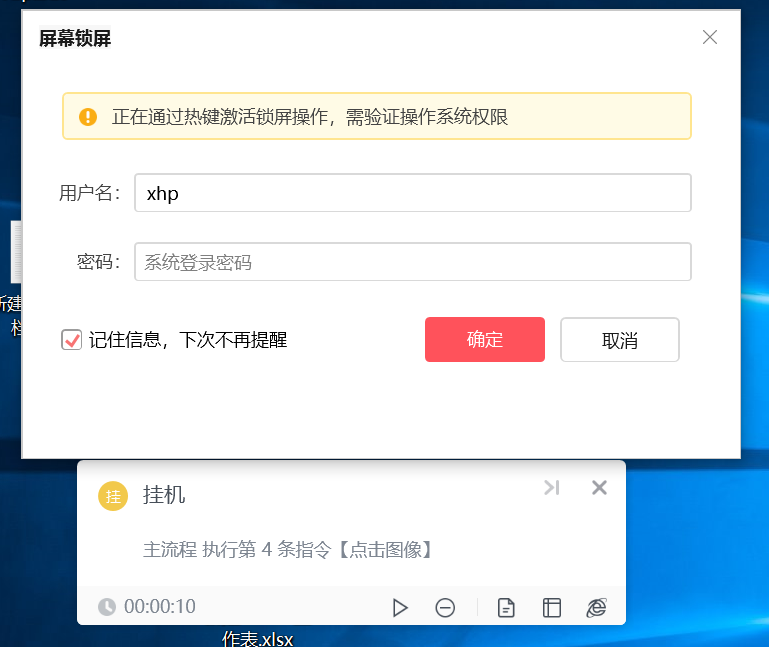 屏幕锁屏
正在通过热键激活锁屏操作，需验证操作系统权限
用户名： xhp
密码： 系统登录密码
记住信息，下次不再提醒
确定
取消
新建
挂 挂机
主流程 执行第 4 条指令【点击图像】
00:00:10
作表.xlsx